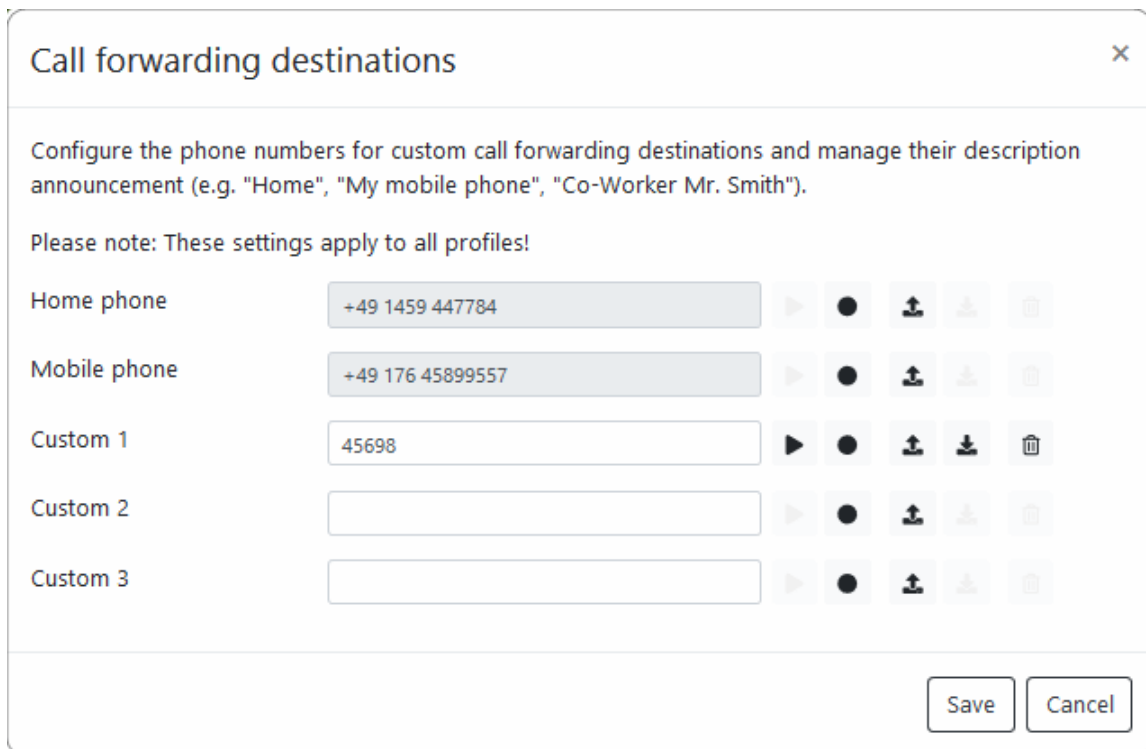 Call forwarding destinations
×
Configure the phone numbers for custom call forwarding destinations and manage their description
announcement (e.g. "Home", "My mobile phone", "Co-Worker Mr. Smith").
Please note: These settings apply to all profiles!
Home phone +49 1459 447784
Mobile phone +49 176 45899557
Custom 1 45698
Custom 2
Custom 3
Save Cancel